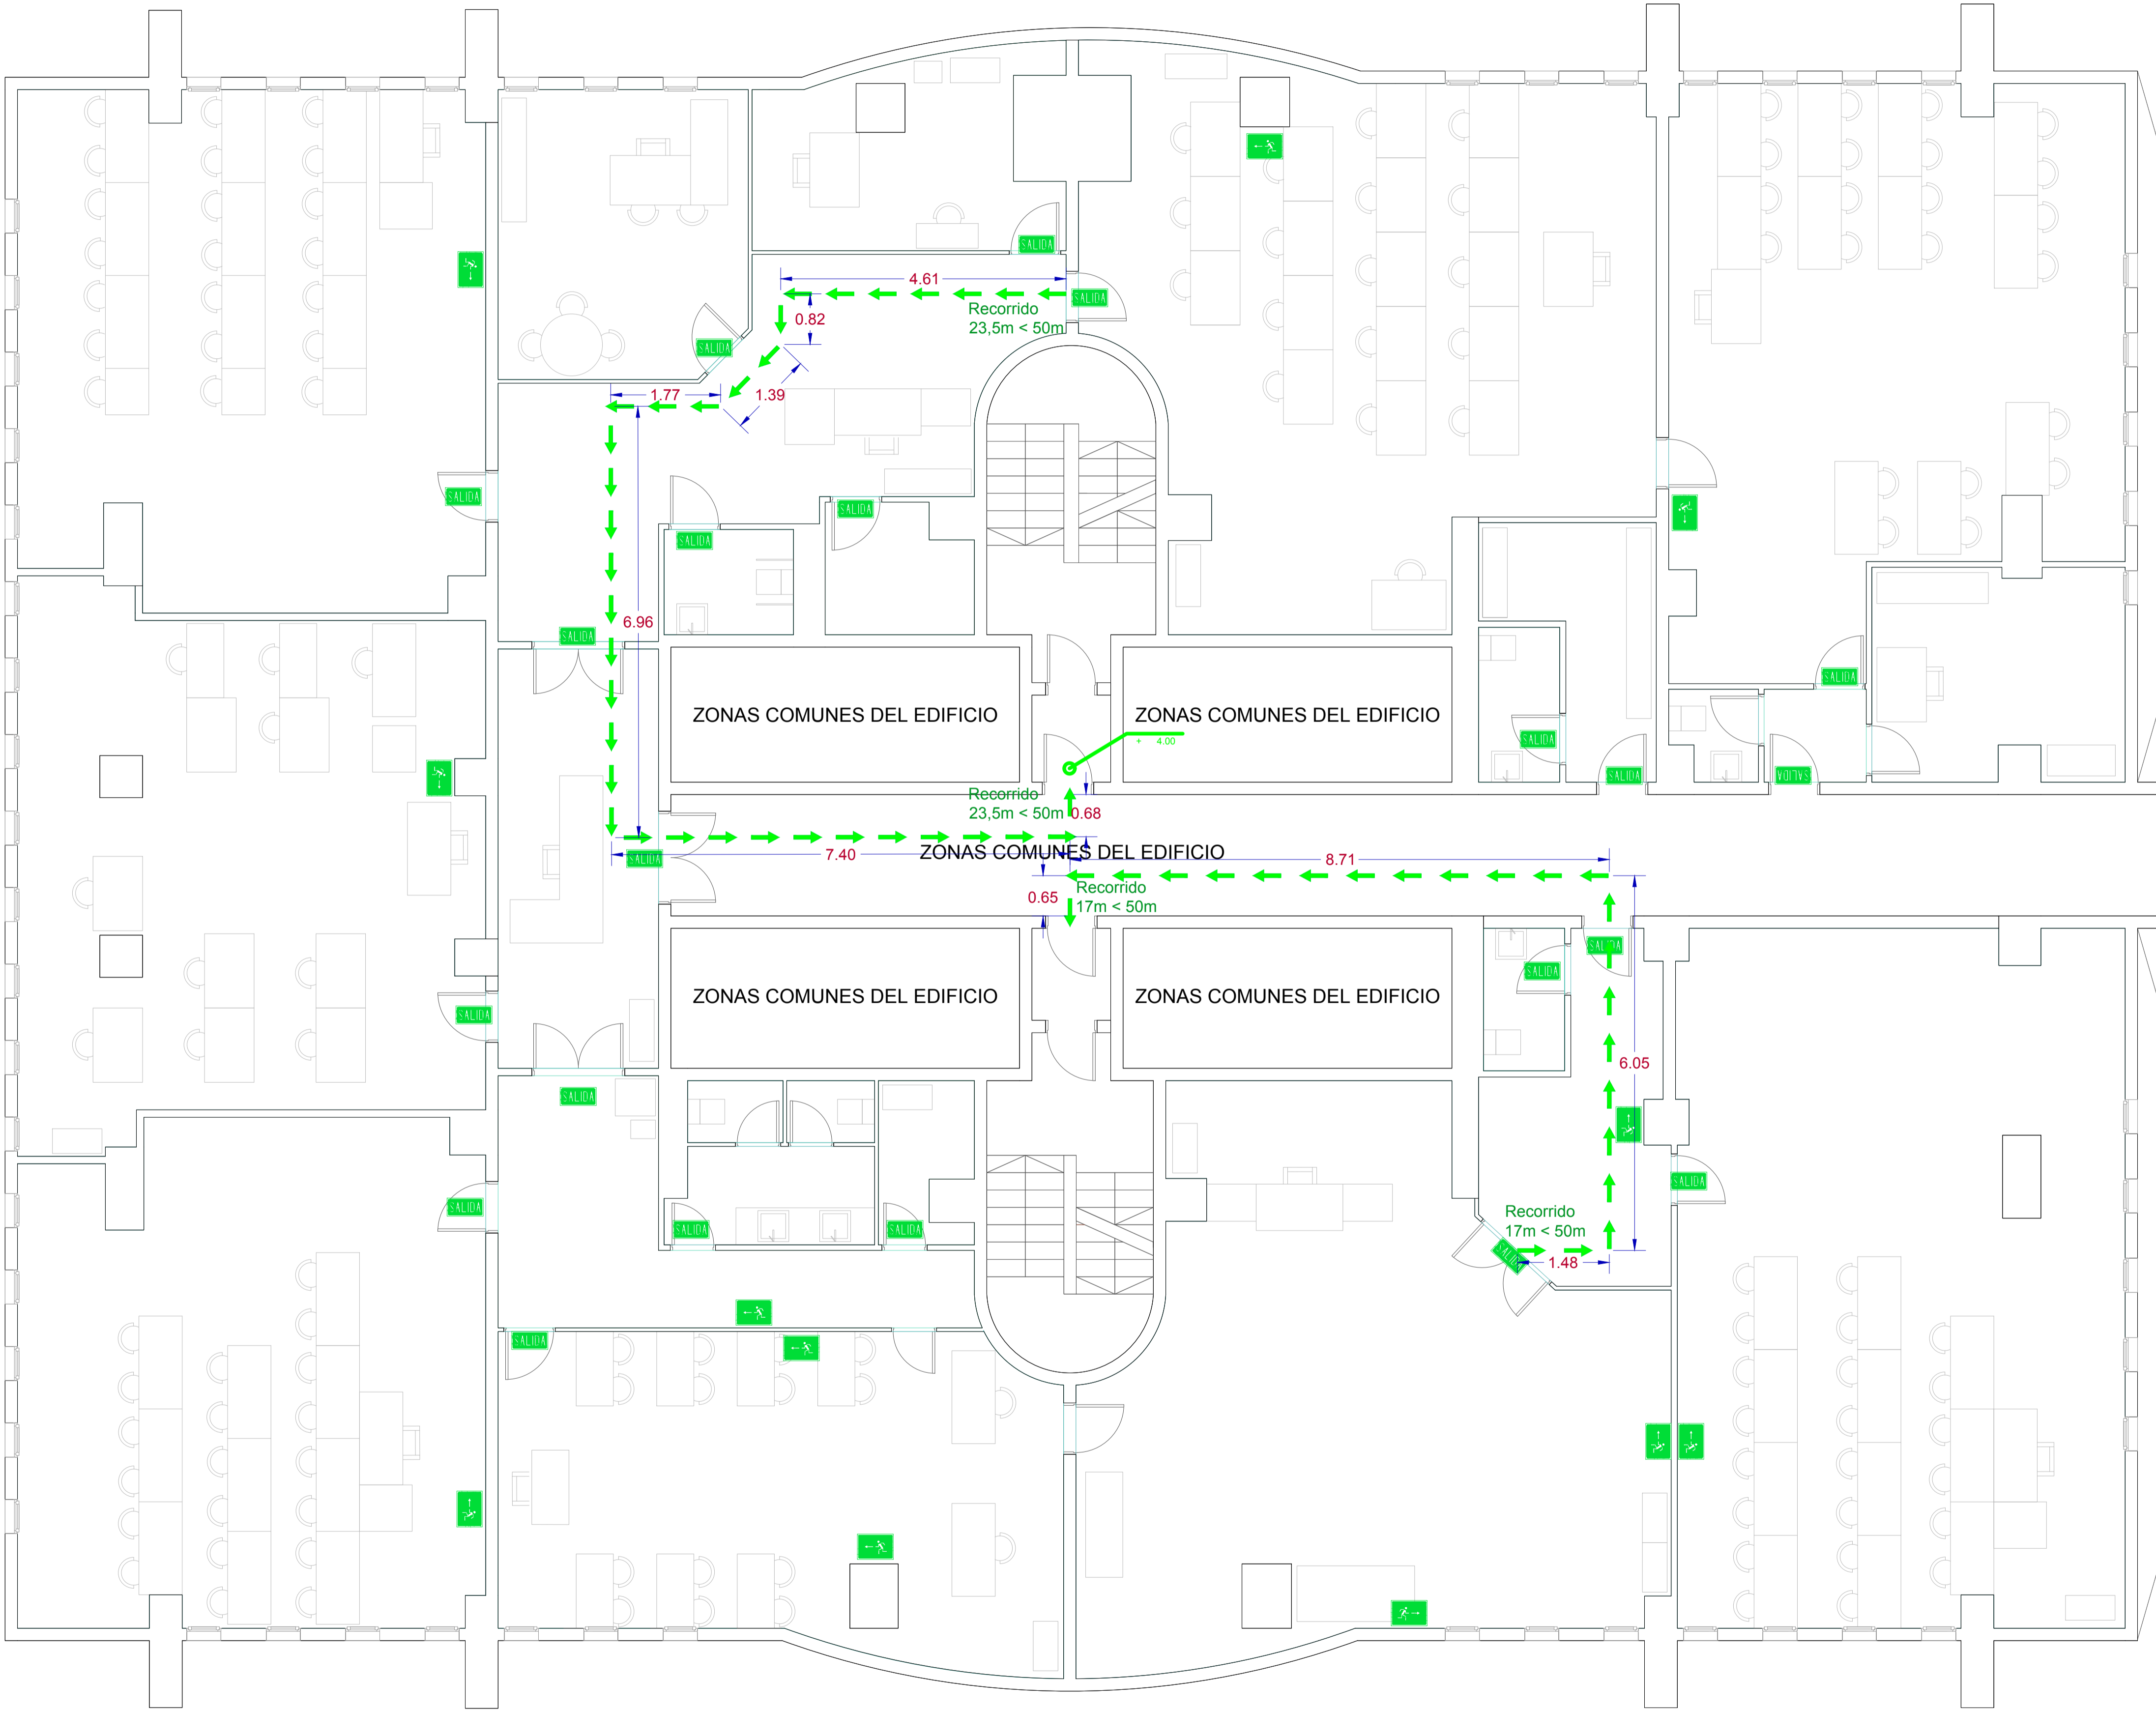 SALIDA
4.61
SALIDA
Recorrido
23,5m < 50m
0.82
SALIDA
1.77
1.39
SALIDA
SALIDA
SALIDA
6.96
SALIDA
SALIDA
ZONAS COMUNES DEL EDIFICIO
ZONAS COMUNES DEL EDIFICIO
+ 4.00
SALIDA
SALIDA
SALIDA
Recorrido
23,5m < 50m
0.68
SALIDA
7.40
ZONAS COMUNES DEL EDIFICIO
8.71
Recorrido
17m < 50m
0.65
SALIDA
SALIDA
ZONAS COMUNES DEL EDIFICIO
ZONAS COMUNES DEL EDIFICIO
SALIDA
6.05
SALIDA
SALIDA
SALIDA
Recorrido
17m < 50m
SALIDA
SALIDA
SALIDA
1.48
SALIDA